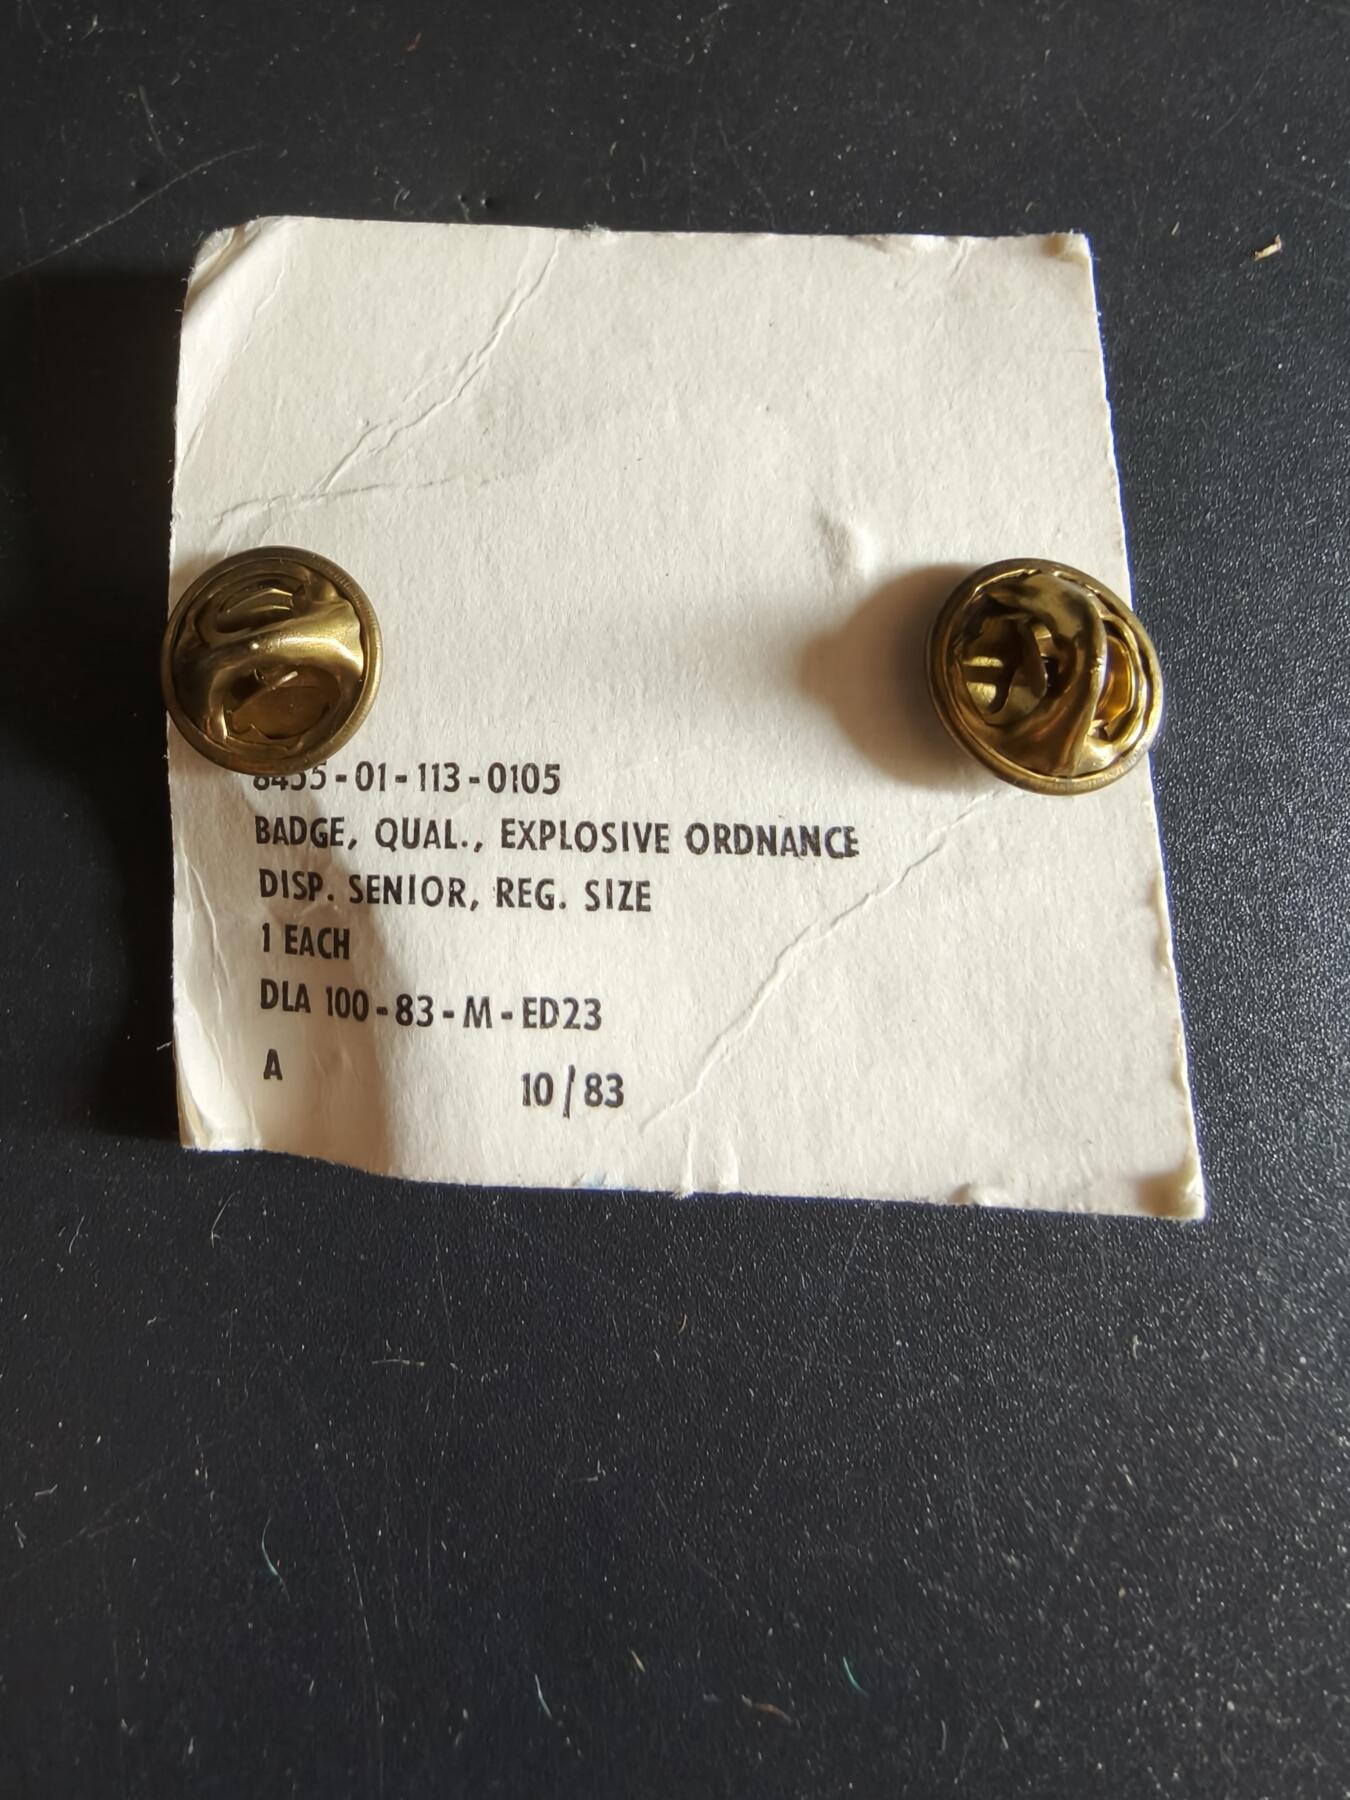 8455-01-113-0105
BADGE, QUAL., EXPLOSIVE ORDNANCE
DISP. SENIOR, REG. SIZE
1 EACH
DLA 100-83-M-ED23
A 10/83